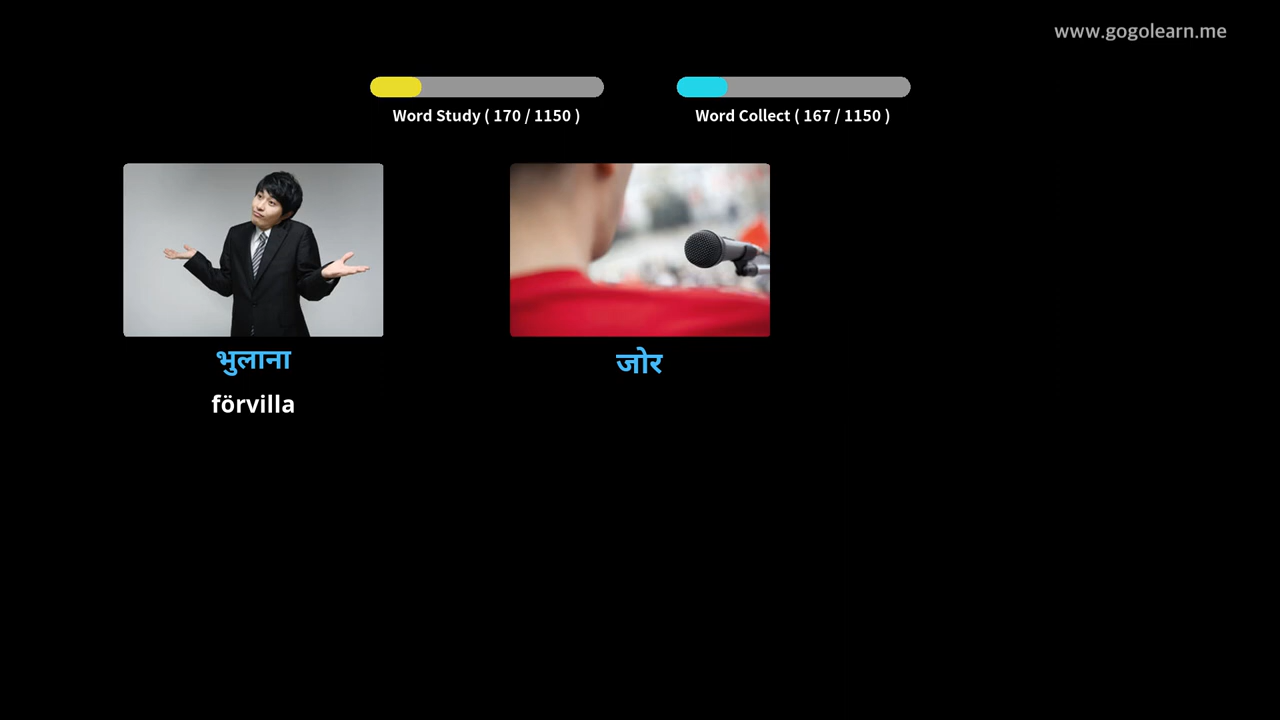 www.gogolearn.me
Word Study ( 170 / 1150 )
Word Collect ( 167 / 1150 )
भुलाना
जोर
förvilla